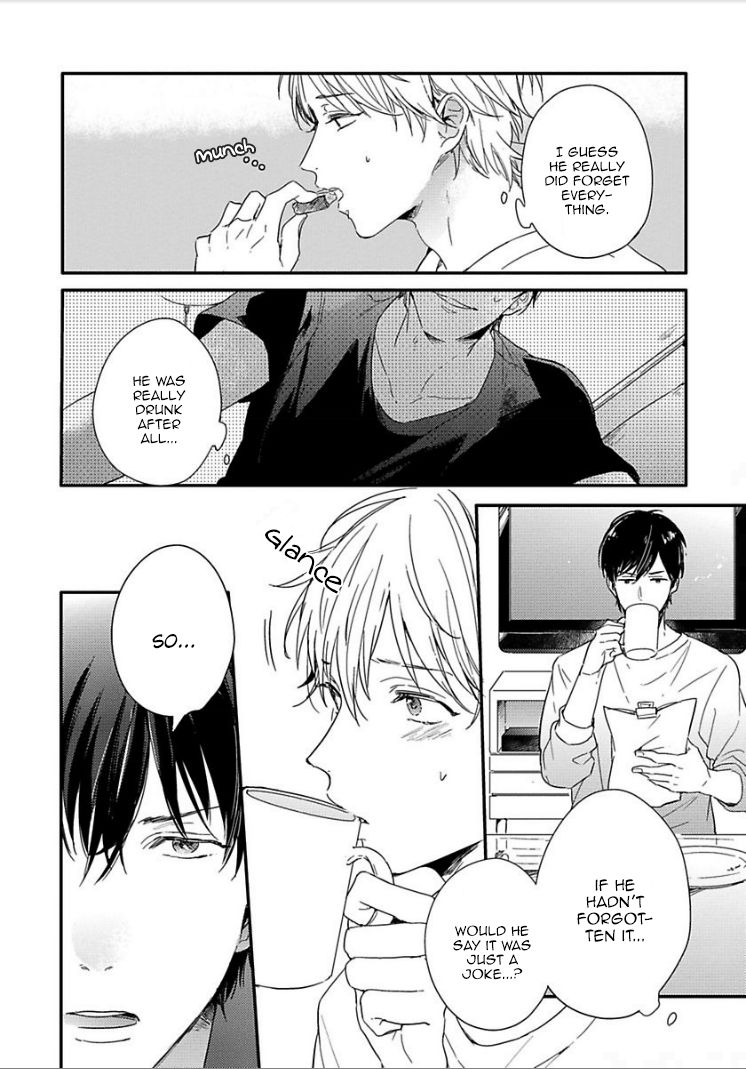 I GUESS
HE REALLY
DID FORGET
EVERY-
THING.
munch
HE WAS
REALLY
DRUNK
AFTER
ALL...
IF HE
HADN'T
FORGOT-
TEN IT...
WOULD HE
SAY IT WAS
JUST A
JOKE...?
Glance
SO...